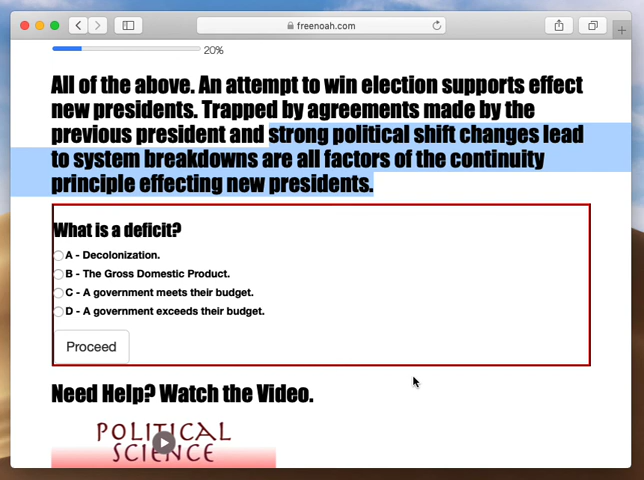 freenoah.com
20%
All of the above. An attempt to win election supports effect
new presidents. Trapped by agreements made by the
previous president and strong political shift changes lead
to system breakdowns are all factors of the continuity
principle effecting new presidents.
What is a deficit?
A - Decolonization.
B - The Gross Domestic Product.
C - A government meets their budget.
D - A government exceeds their budget.
Proceed
Need Help? Watch the Video.
POLITICAL
SCIENCE